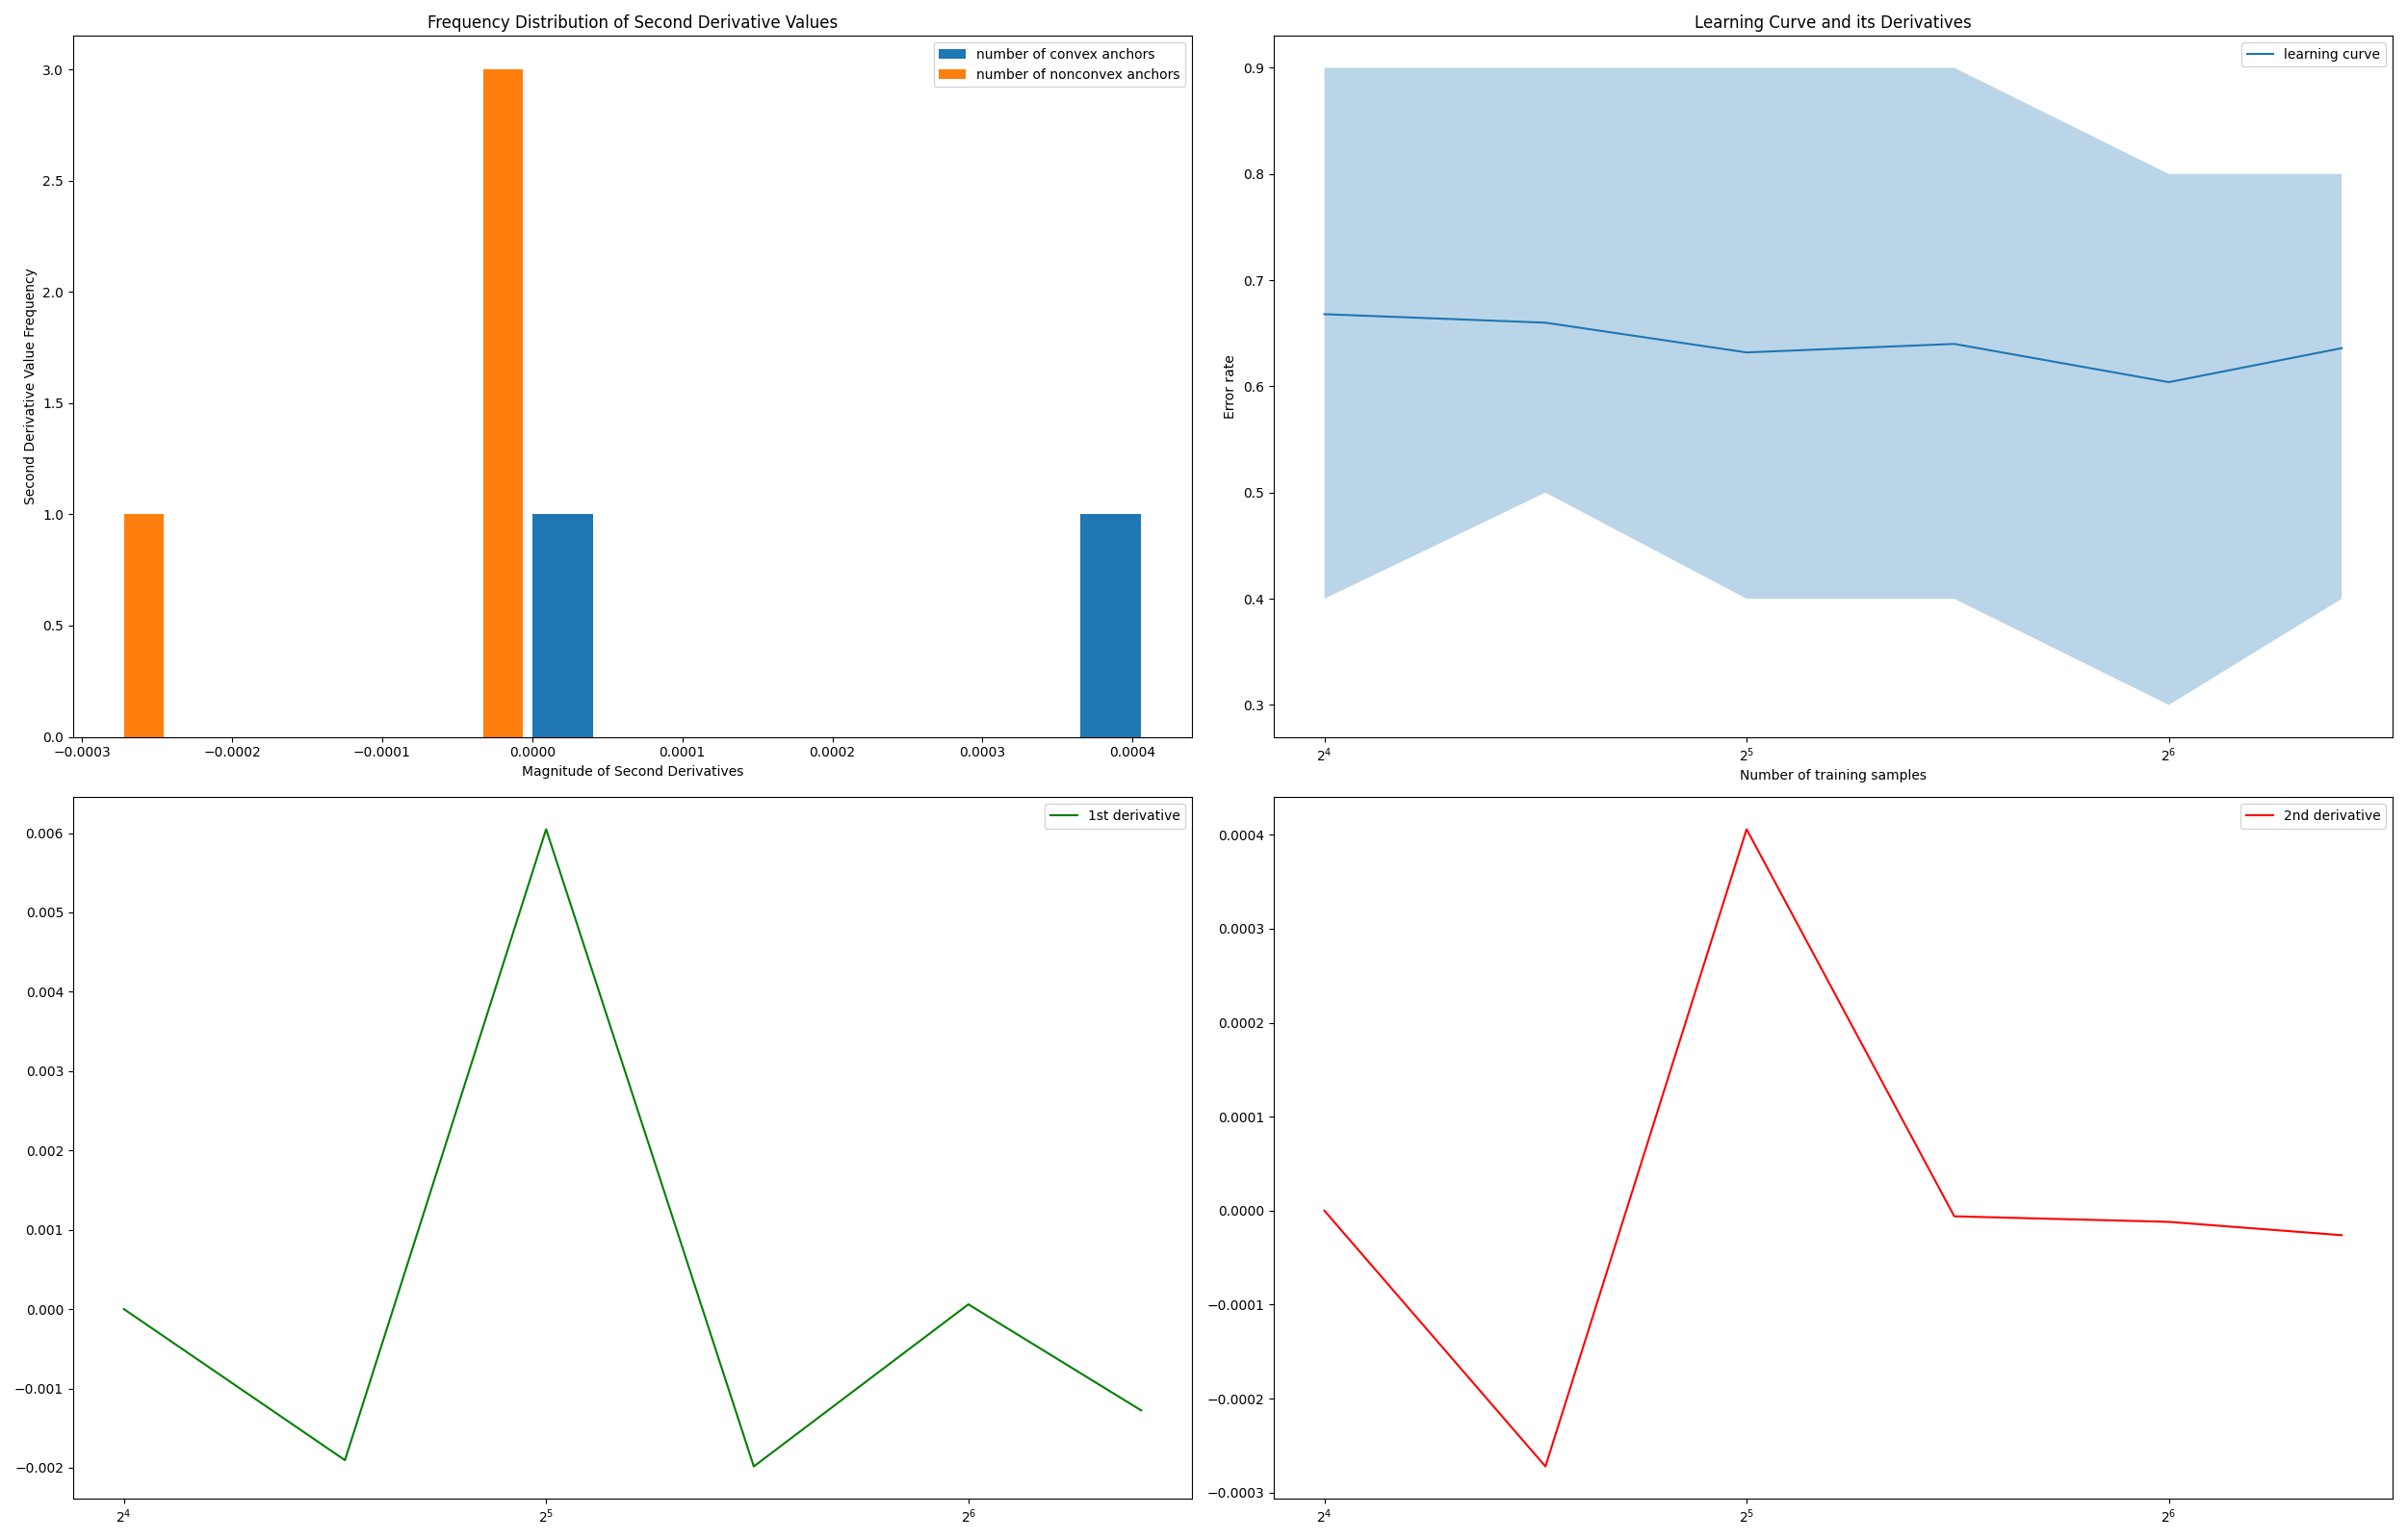 Frequency Distribution of Second Derivative Values
number of convex anchors
number of nonconvex anchors
Second Derivative Value Frequency
3.0
2.5
2.0
1.5
1.0
0.5
0.0
−0.0003 −0.0002 −0.0001 0.0000 0.0001 0.0002 0.0003 0.0004
Magnitude of Second Derivatives
Learning Curve and its Derivatives
learning curve
Error rate
0.9
0.8
0.7
0.6
0.5
0.4
0.3
2⁴ 2⁵ 2⁶
Number of training samples
1st derivative
0.006
0.005
0.004
0.003
0.002
0.001
0.000
−0.001
−0.002
2⁴ 2⁵ 2⁶
2nd derivative
0.0004
0.0003
0.0002
0.0001
0.0000
−0.0001
−0.0002
−0.0003
2⁴ 2⁵ 2⁶